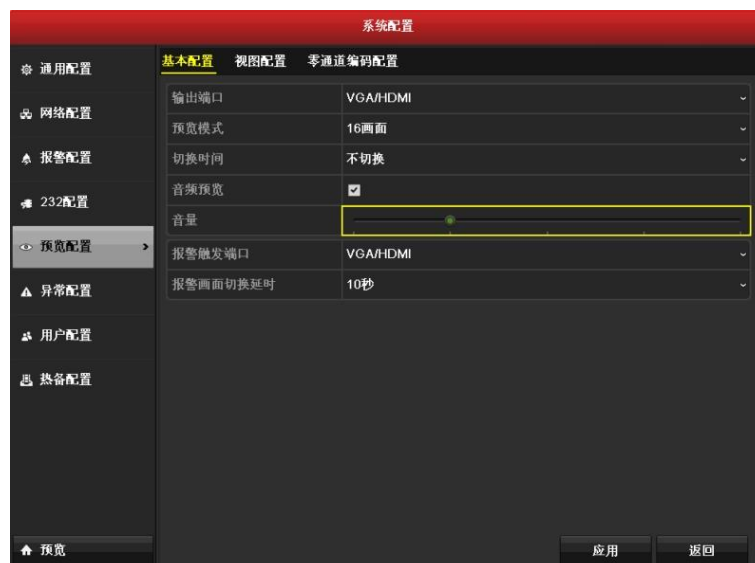 系统配置
通用配置
网络配置
报警配置
232配置
预览配置
异常配置
用户配置
热备配置
预览
基本配置 视图配置 零通道编码配置
输出端口 VGA/HDMI
预览模式 16画面
切换时间 不切换
音频预览
音量
报警触发端口 VGA/HDMI
报警画面切换延时 10秒
应用 返回